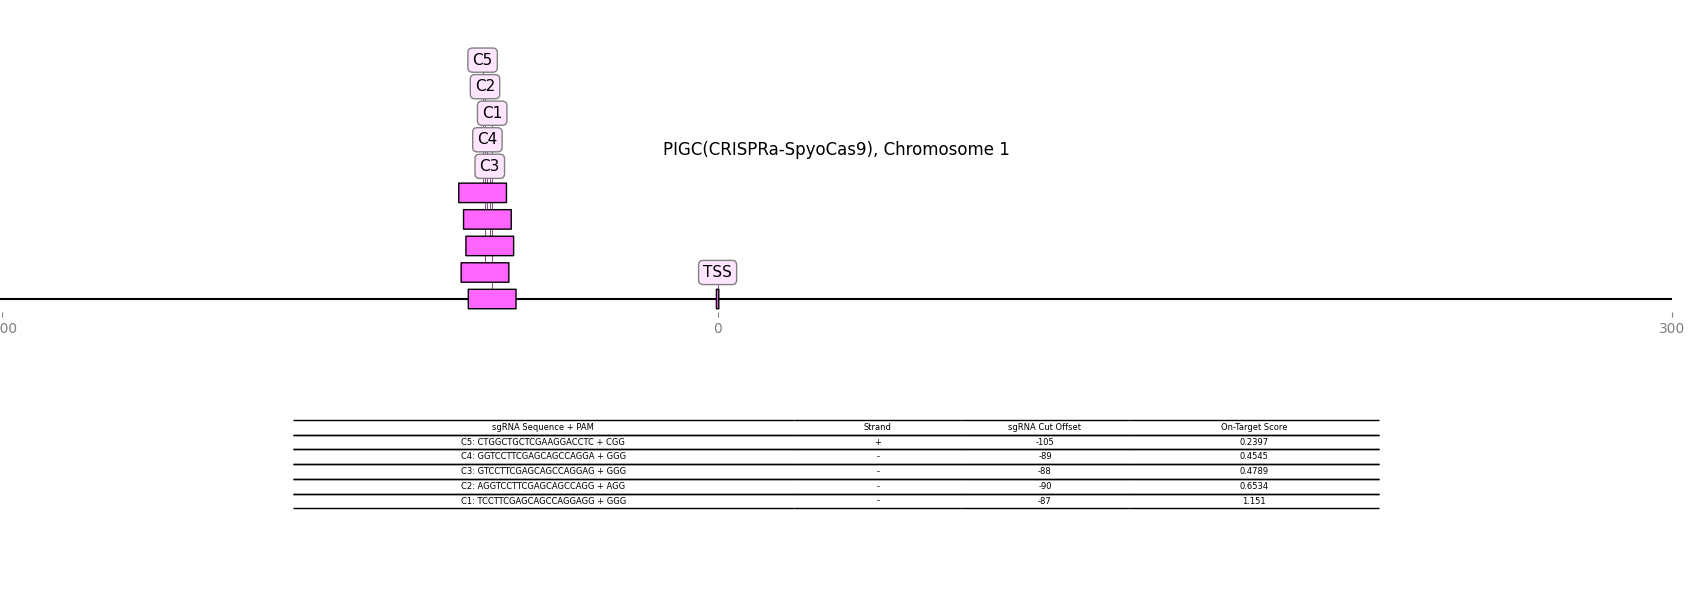 C5
C2
C1
C4
C3
PIGC(CRISPRa-SpyoCas9), Chromosome 1
TSS
00 0 300
sgRNA Sequence + PAM Strand sgRNA Cut Offset On-Target Score
C5: CTGGCTGCTCGAAGGACCTC + CGG + -105 0.2397
C4: GGTCCTTCGAGCAGCCAGGA + GGG - -89 0.4545
C3: GTCCTTCGAGCAGCCAGGAG + GGG - -88 0.4789
C2: AGGTCCTTCGAGCAGCCAGG + AGG - -90 0.6534
C1: TCCTTCGAGCAGCCAGGAGG + GGG - -87 1.151